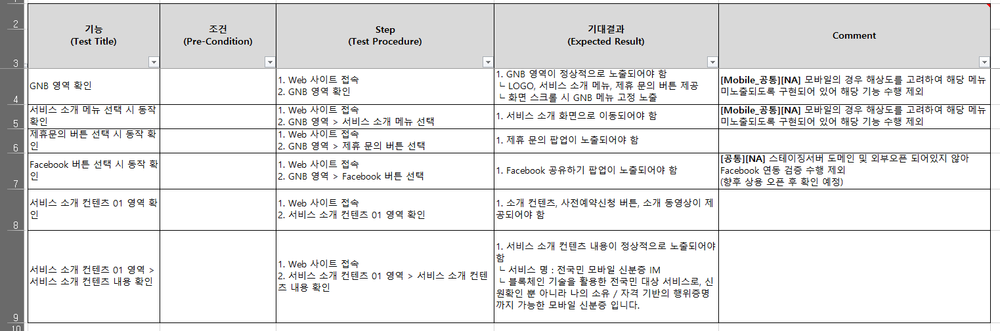 기능
(Test Title)
조건
(Pre-Condition)
Step
(Test Procedure)
기대결과
(Expected Result)
Comment
2
3
GNB 영역 확인
1. Web 사이트 접속
2. GNB 영역 확인
1. GNB 영역이 정상적으로 노출되어야 함
┗ LOGO, 서비스 소개 메뉴, 제휴 문의 버튼 제공
┗ 화면 스크롤 시 GNB 메뉴 고정 노출
[Mobile_공통][NA] 모바일의 경우 해상도를 고려하여 해당 메뉴
미노출되도록 구현되어 있어 해당 기능 수행 제외
4
서비스 소개 메뉴 선택 시 동작
확인
1. Web 사이트 접속
2. GNB 영역 > 서비스 소개 메뉴 선택
1. 서비스 소개 화면으로 이동되어야 함
[Mobile_공통][NA] 모바일의 경우 해상도를 고려하여 해당 메뉴
미노출되도록 구현되어 있어 해당 기능 수행 제외
5
제휴문의 버튼 선택 시 동작 확
인
1. Web 사이트 접속
2. GNB 영역 > 제휴 문의 버튼 선택
1. 제휴 문의 팝업이 노출되어야 함
6
Facebook 버튼 선택 시 동작 확
인
1. Web 사이트 접속
2. GNB 영역 > Facebook 버튼 선택
1. Facebook 공유하기 팝업이 노출되어야 함
[공통][NA] 스테이징서버 도메인 및 외부오픈 되어있지 않아
Facebook 연동 검증 수행 제외
(향후 상용 오픈 후 확인 예정)
7
서비스 소개 컨텐츠 01 영역 확
인
1. Web 사이트 접속
2. 서비스 소개 컨텐츠 01 영역 확인
1. 소개 컨텐츠, 사전예약신청 버튼, 소개 동영상이 제
공되어야 함
8
서비스 소개 컨텐츠 01 영역 >
서비스 소개 컨텐츠 내용 확인
1. Web 사이트 접속
2. 서비스 소개 컨텐츠 01 영역 > 서비스 소개 컨텐
츠 내용 확인
1. 서비스 소개 컨텐츠 내용이 정상적으로 노출되어야
함
┗ 서비스 명 : 전국민 모바일 신분증 IM
┗ 블록체인 기술을 활용한 전국민 대상 서비스로, 신
원확인 뿐 아니라 나의 소유 / 자격 기반의 행위증명
까지 가능한 모바일 신분증 입니다.
9
10